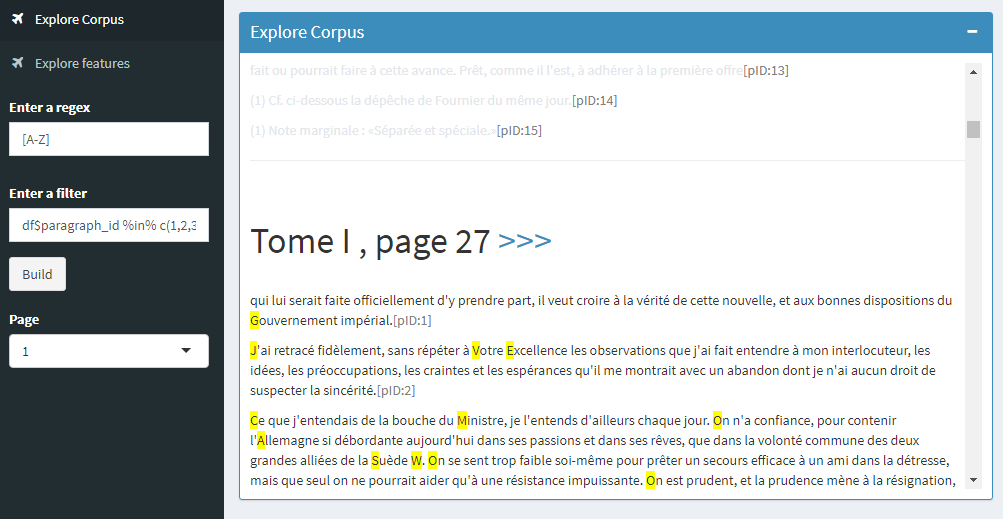 Explore Corpus
Explore features
Enter a regex
[A-Z]
Enter a filter
df$paragraph_id %in% c(1,2,3
Build
Page
1
Explore Corpus
fait ou pourrait faire à cette avance. Prêt, comme il l'est, à adhérer à la première offre[pID:13]
(1) Cf. ci-dessous la dépêche de Fournier du même jour.[pID:14]
(1) Note marginale : «Séparée et spéciale.»[pID:15]
Tome I , page 27 >>>
qui lui serait faite officiellement d'y prendre part, il veut croire à la vérité de cette nouvelle, et aux bonnes dispositions du
Gouvernement impérial.[pID:1]
J'ai retracé fidèlement, sans répéter à Votre Excellence les observations que j'ai fait entendre à mon interlocuteur, les
idées, les préoccupations, les craintes et les espérances qu'il me montrait avec un abandon dont je n'ai aucun droit de
suspecter la sincérité.[pID:2]
Ce que j'entendais de la bouche du Ministre, je l'entends d'ailleurs chaque jour. On n'a confiance, pour contenir
l'Allemagne si débordante aujourd'hui dans ses passions et dans ses rêves, que dans la volonté commune des deux
grandes alliées de la Suède W. On se sent trop faible soi-même pour prêter un secours efficace à un ami dans la détresse,
mais que seul on ne pourrait aider qu'à une résistance impuissante. On est prudent, et la prudence mène à la résignation,